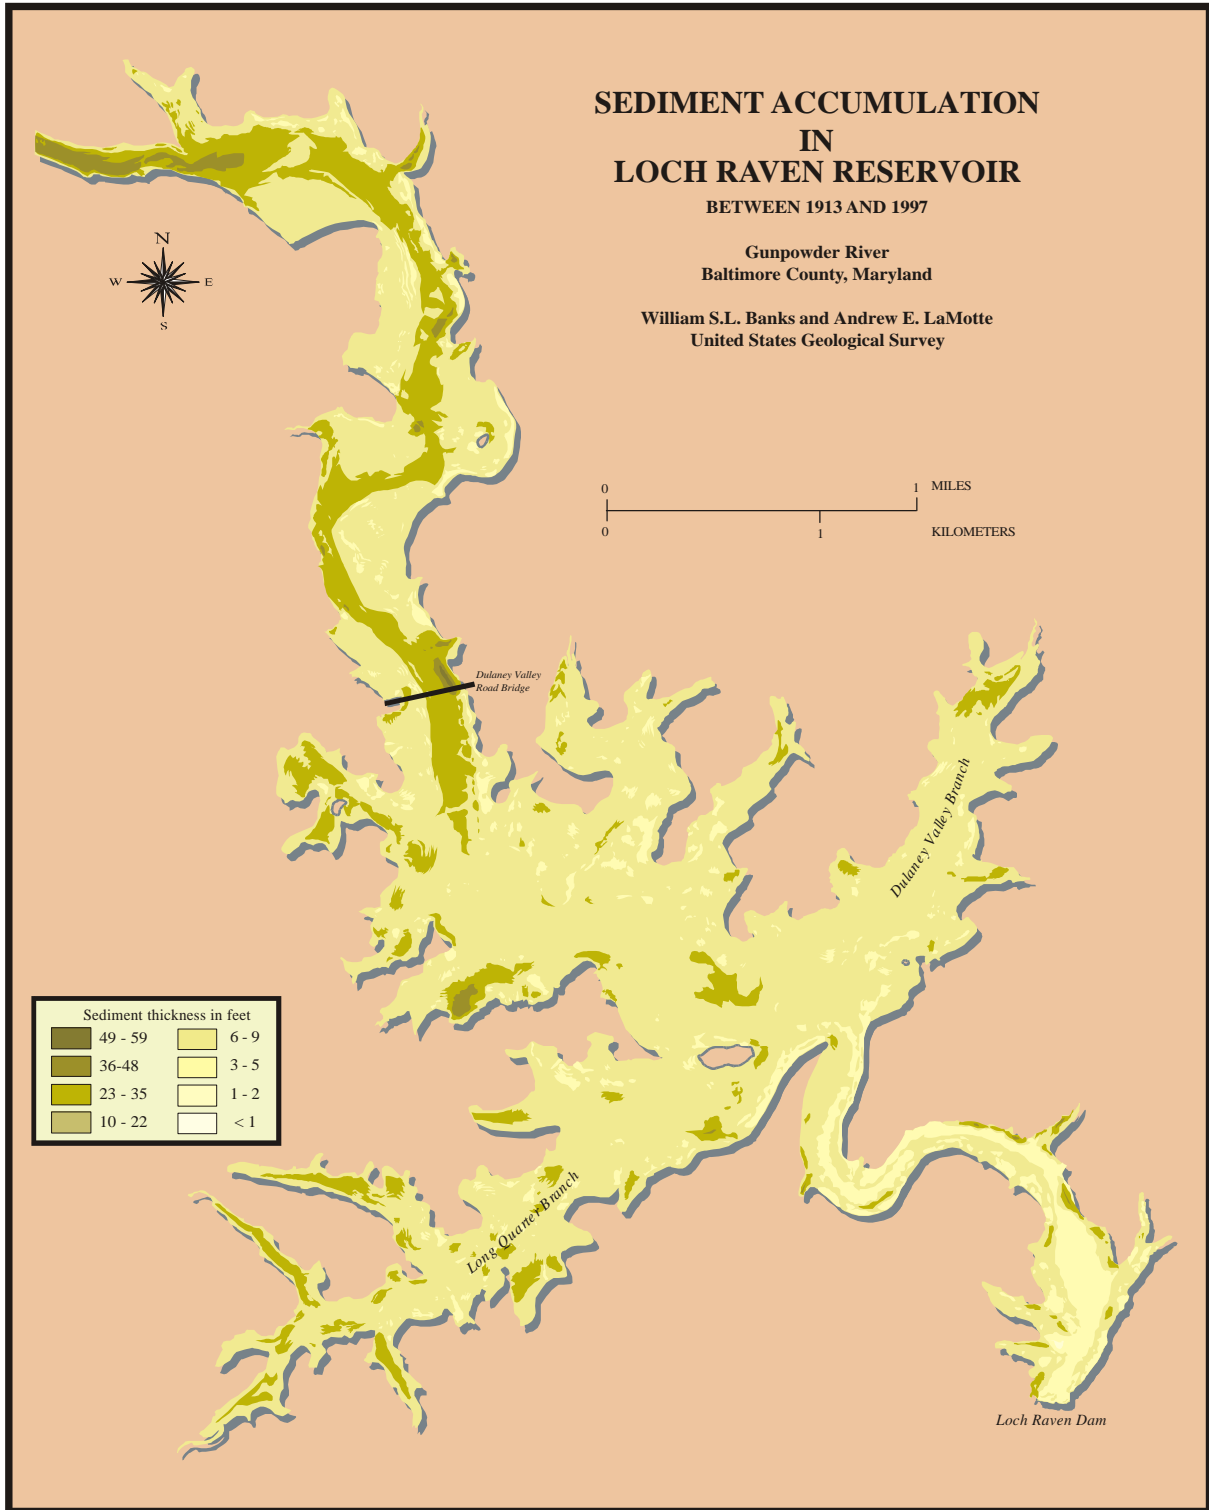 SEDIMENT ACCUMULATION
IN
LOCH RAVEN RESERVOIR
BETWEEN 1913 AND 1997
Gunpowder River
Baltimore County, Maryland
William S.L. Banks and Andrew E. LaMotte
United States Geological Survey
N
W E
S
0 1 MILES
0 1 KILOMETERS
Dulaney Valley
Road Bridge
Dulaney Valley Branch
Sediment thickness in feet
49 - 59 6 - 9
36-48 3 - 5
23 - 35 1 - 2
10 - 22 < 1
Long Quarter Branch
Loch Raven Dam